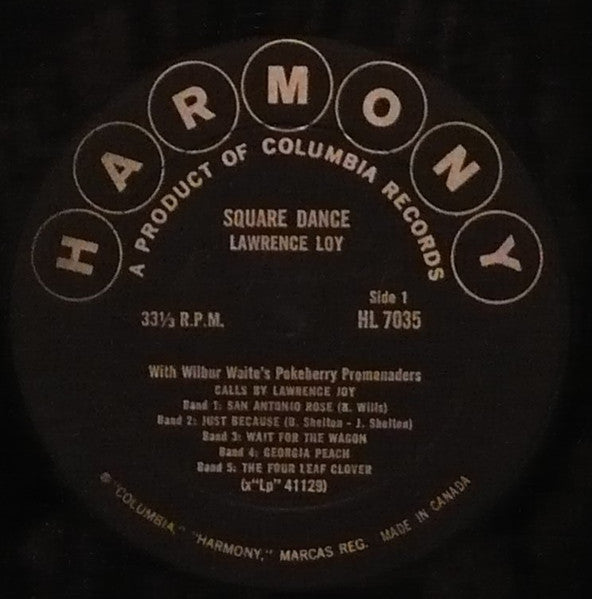 HARMONY
A PRODUCT OF COLUMBIA RECORDS
SQUARE DANCE
LAWRENCE LOY
Side 1
33⅓ R.P.M.
HL 7035
With Wilbur Waite's Pokeberry Promenaders
CALLS BY LAWRENCE LOY
Band 1: SAN ANTONIO ROSE (B. Wills)
Band 2: JUST BECAUSE (B. Shelton - J. Shelton)
Band 3: WAIT FOR THE WAGON
Band 4: GEORGIA PEACH
Band 5: THE FOUR LEAF CLOVER
(x"Lp" 41129)
® "COLUMBIA," "HARMONY," MARCAS REG. MADE IN CANADA